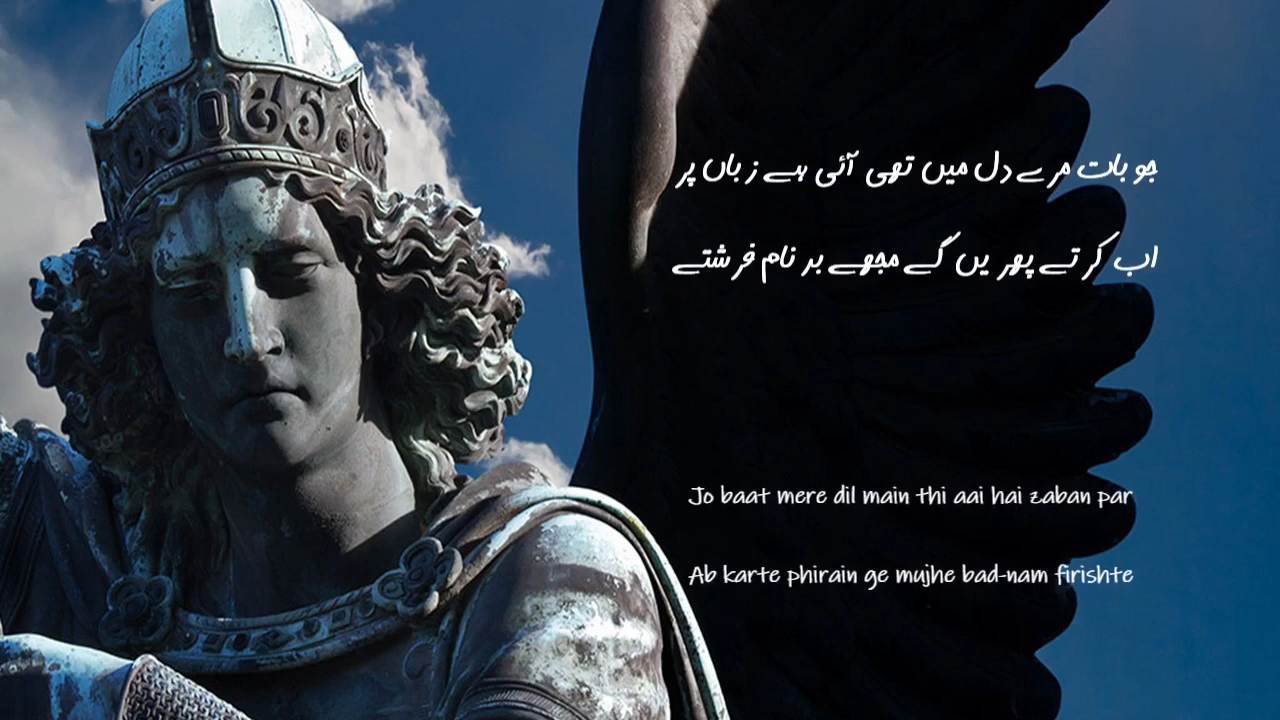 جو بات مرے دل میں تھی آئی ہے زباں پر
اب کرتے پھریں گے مجھے بد نام فرشتے
Jo baat mere dil main thi aai hai zaban par
Ab karte phirain ge mujhe bad-nam firishte